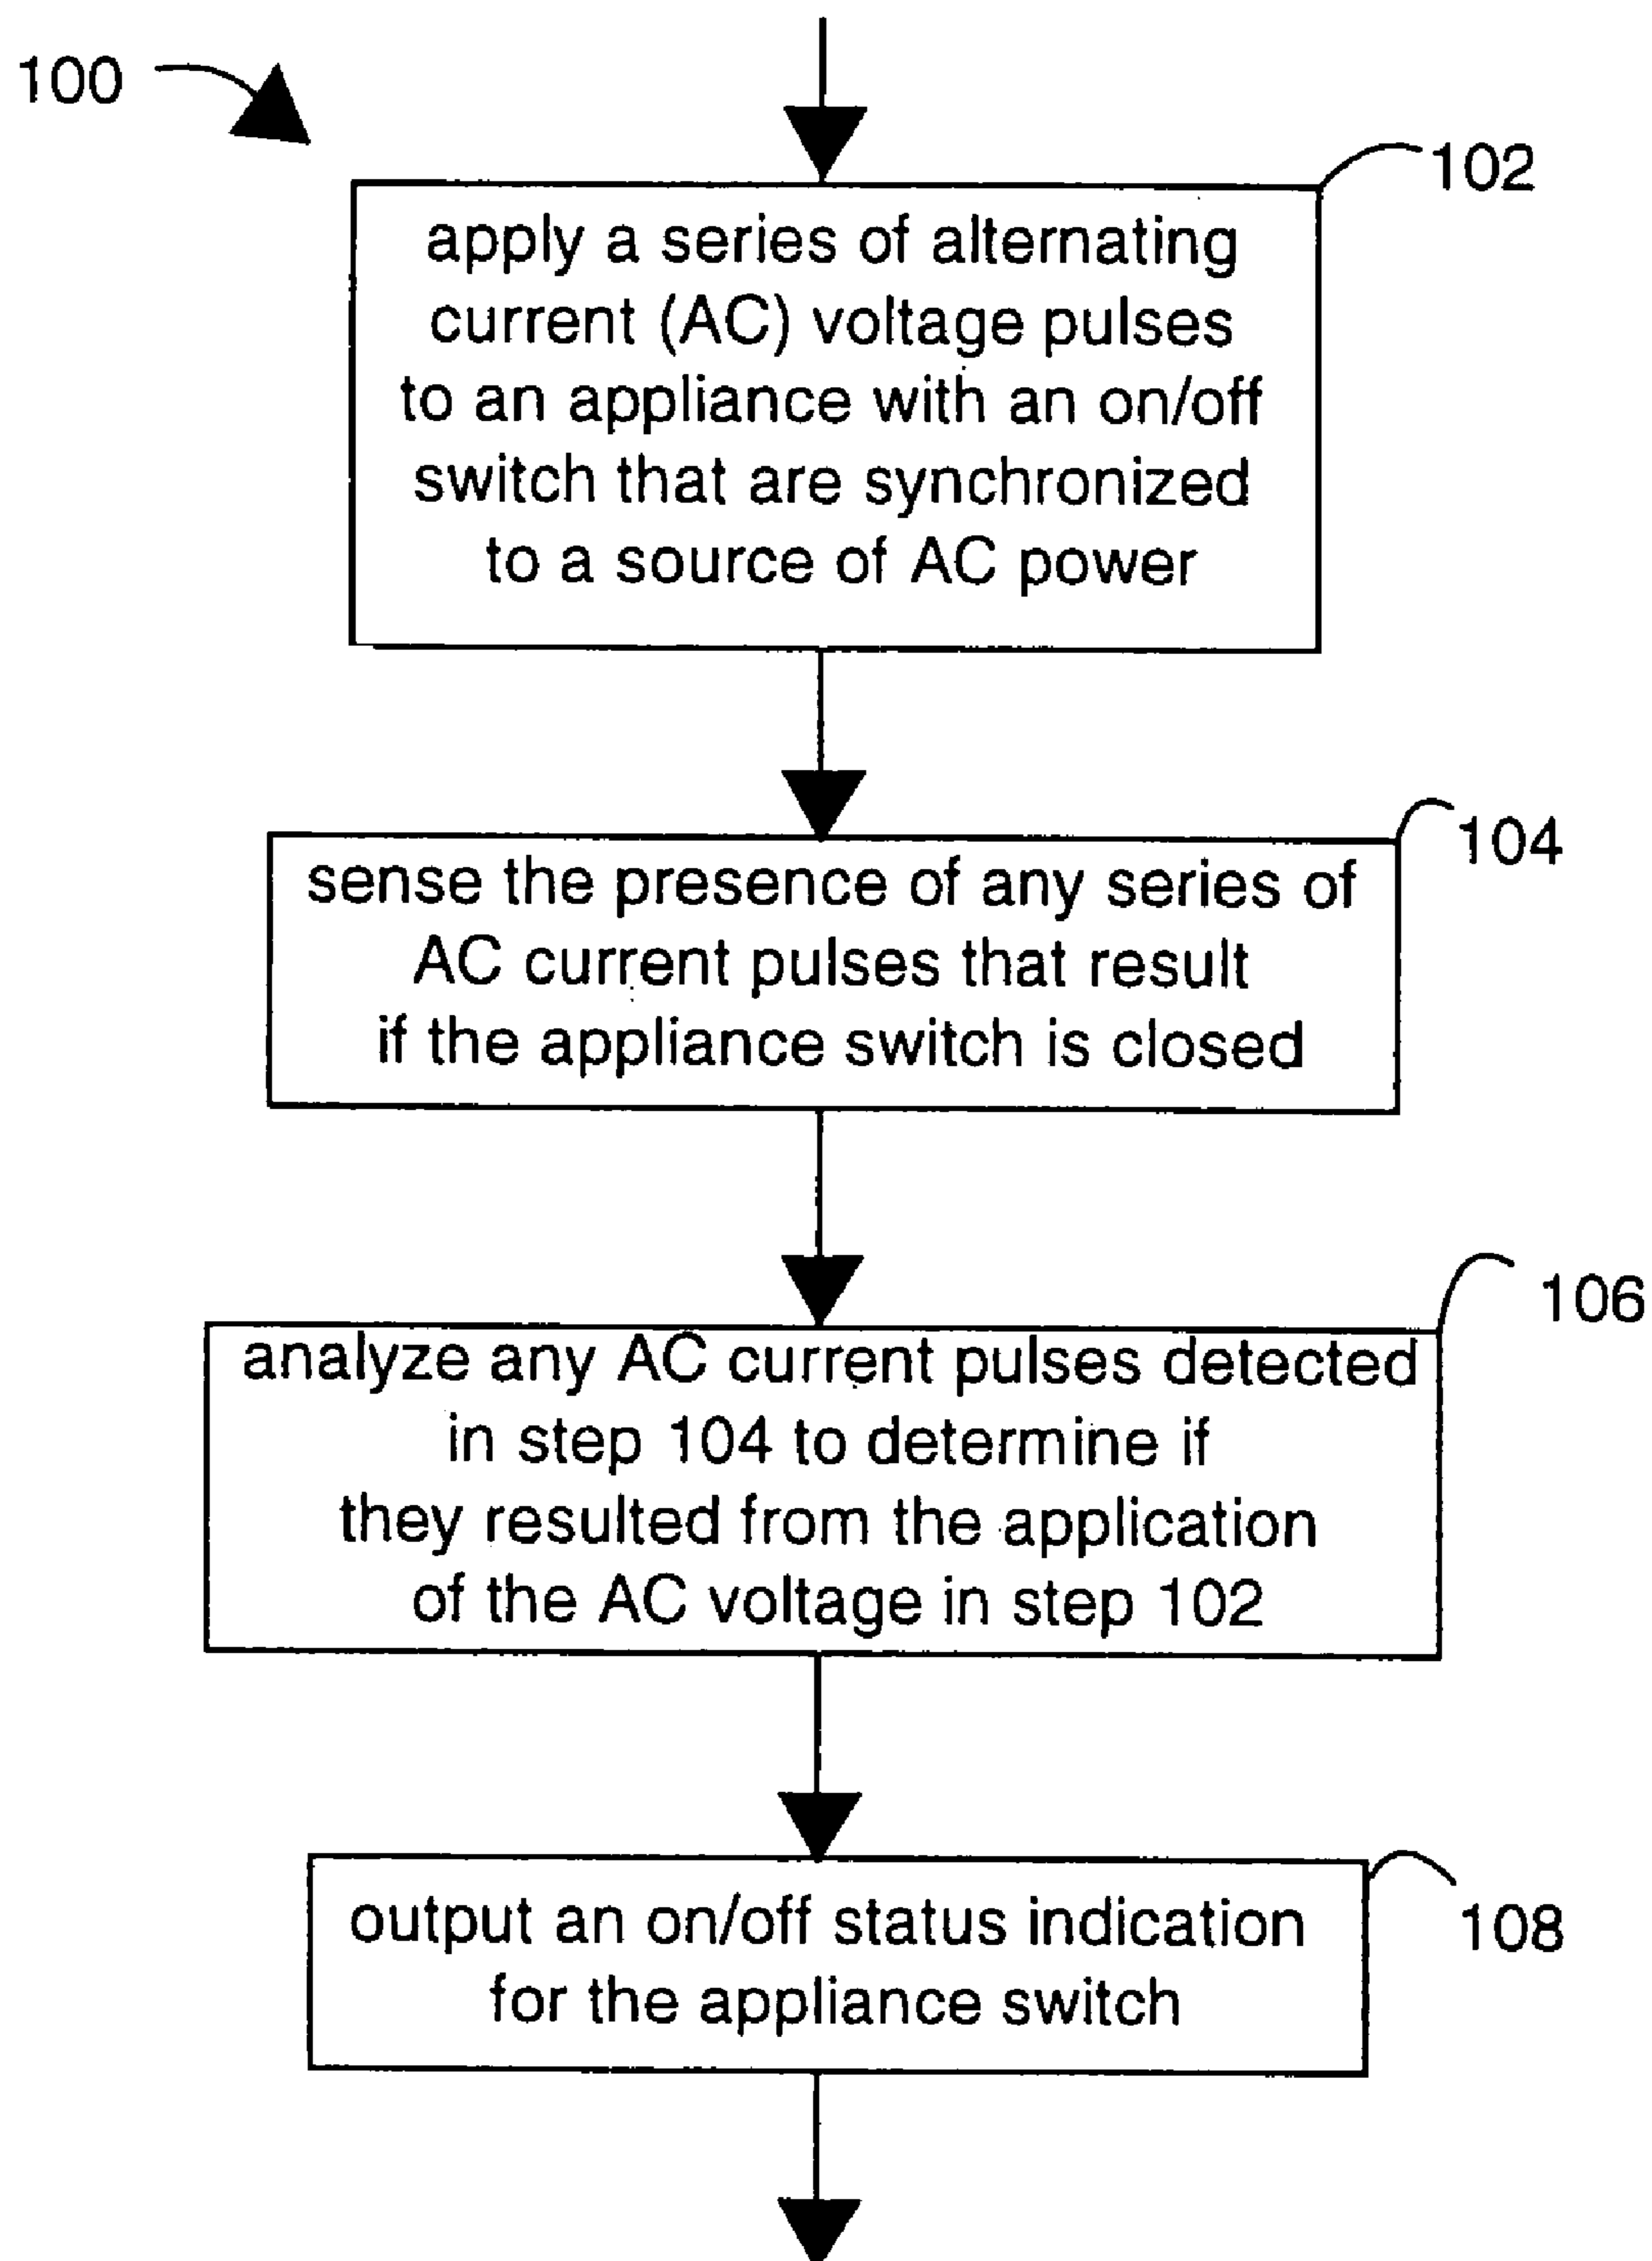 100
102
apply a series of alternating
current (AC) voltage pulses
to an appliance with an on/off
switch that are synchronized
to a source of AC power
104
sense the presence of any series of
AC current pulses that result
if the appliance switch is closed
106
analyze any AC current pulses detected
in step 104 to determine if
they resulted from the application
of the AC voltage in step 102
108
output an on/off status indication
for the appliance switch